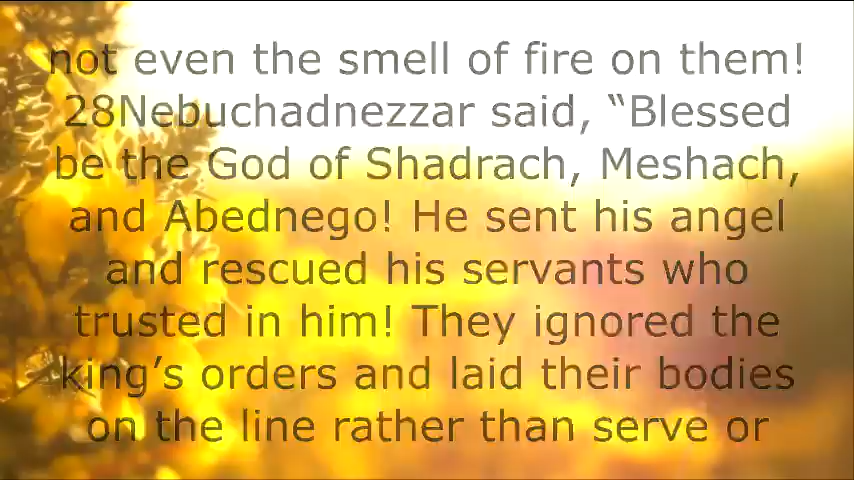 not even the smell of fire on them!
28Nebuchadnezzar said, “Blessed
be the God of Shadrach, Meshach,
and Abednego! He sent his angel
and rescued his servants who
trusted in him! They ignored the
king’s orders and laid their bodies
on the line rather than serve or